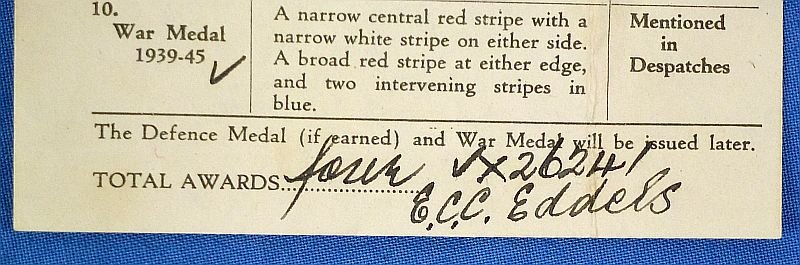 10.
War Medal
1939-45 ✓
A narrow central red stripe with a
narrow white stripe on either side.
A broad red stripe at either edge,
and two intervening stripes in
blue.
Mentioned
in
Despatches
The Defence Medal (if earned) and War Medal will be issued later.
TOTAL AWARDS....four VX26241
E.C.C. Eddels